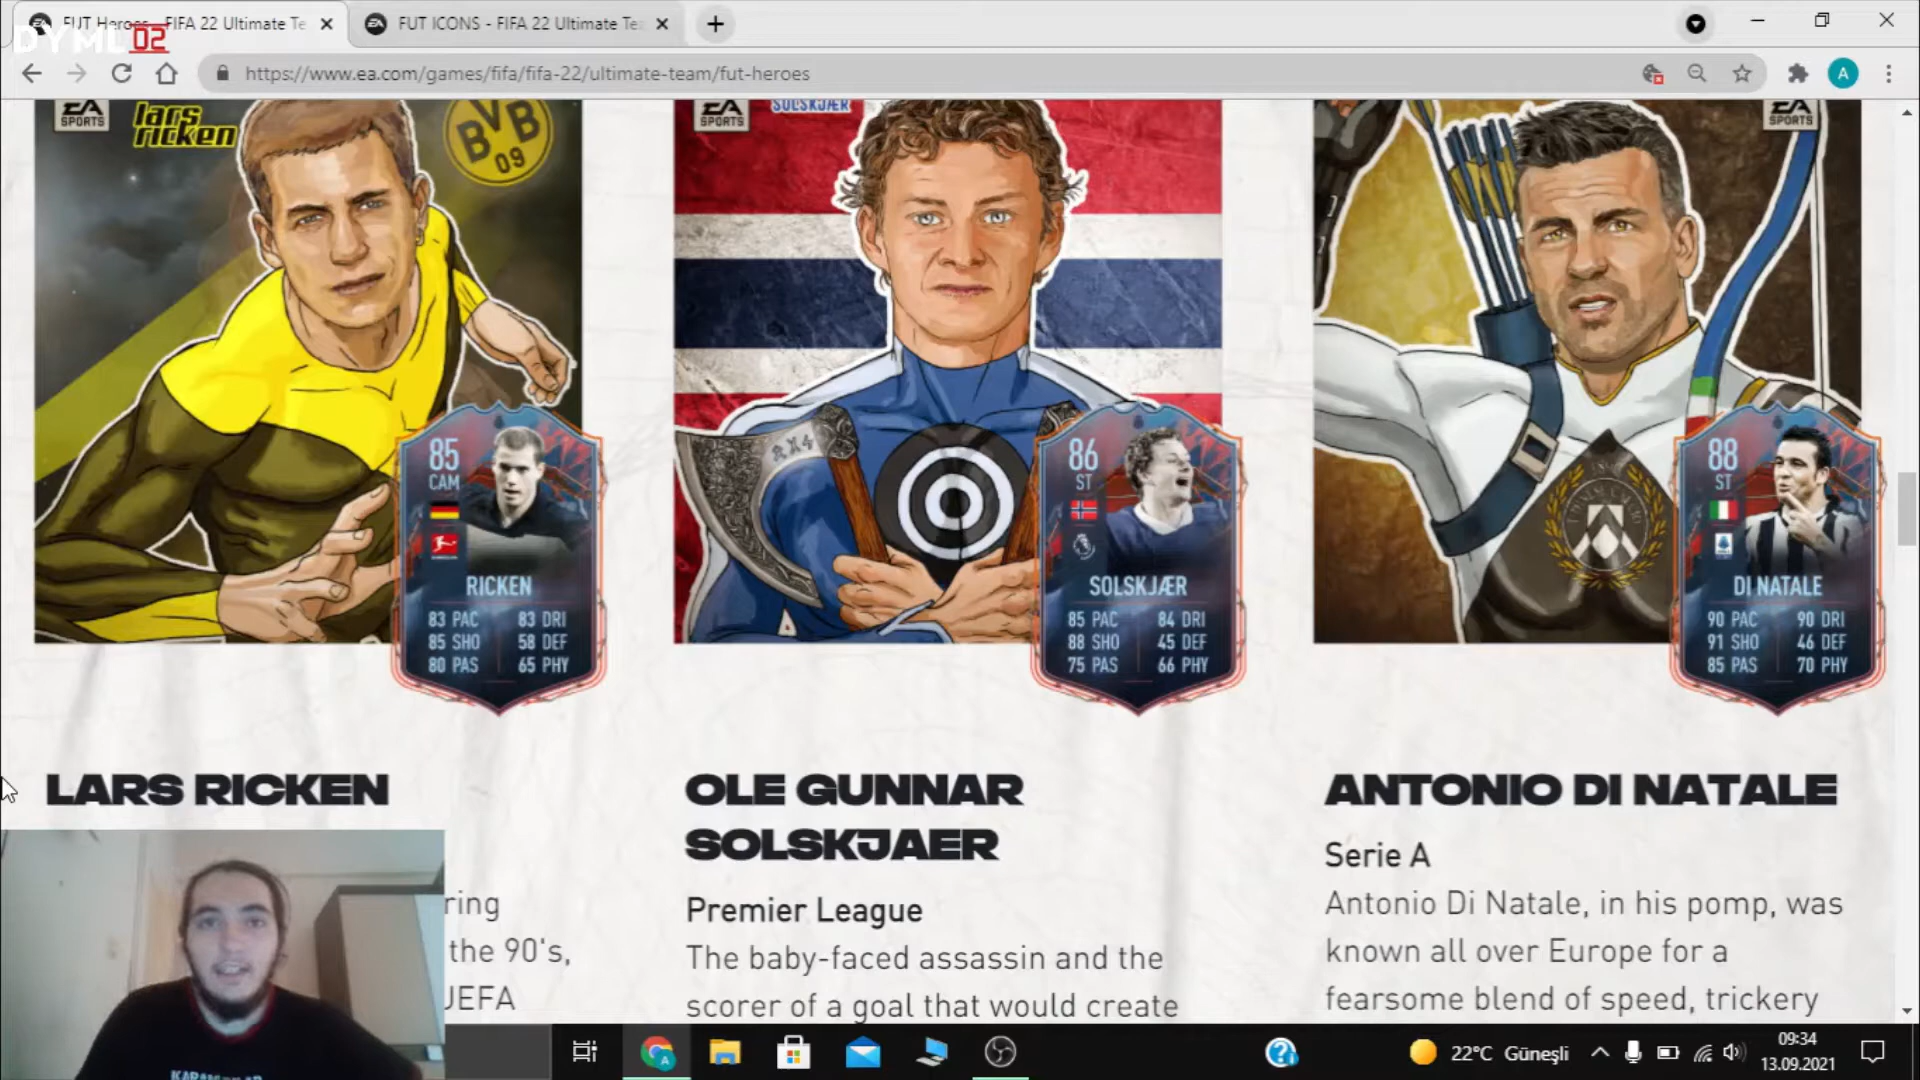 FUT Heroes - FIFA 22 Ultimate Te
FUT ICONS - FIFA 22 Ultimate Te
DYML 02
https://www.ea.com/games/fifa/fifa-22/ultimate-team/fut-heroes
A
EA SPORTS
lars ricken
BVB 09
85
CAM
RICKEN
83 PAC 83 DRI
85 SHO 58 DEF
80 PAS 65 PHY
LARS RICKEN
ring
the 90's,
UEFA
EA SPORTS
SOLSKJÆR
86
ST
SOLSKJÆR
85 PAC 84 DRI
88 SHO 45 DEF
75 PAS 66 PHY
OLE GUNNAR
SOLSKJAER
Premier League
The baby-faced assassin and the
scorer of a goal that would create
EA SPORTS
88
ST
DI NATALE
90 PAC 90 DRI
91 SHO 46 DEF
85 PAS 70 PHY
ANTONIO DI NATALE
Serie A
Antonio Di Natale, in his pomp, was
known all over Europe for a
fearsome blend of speed, trickery
22°C Güneşli
09:34
13.09.2021